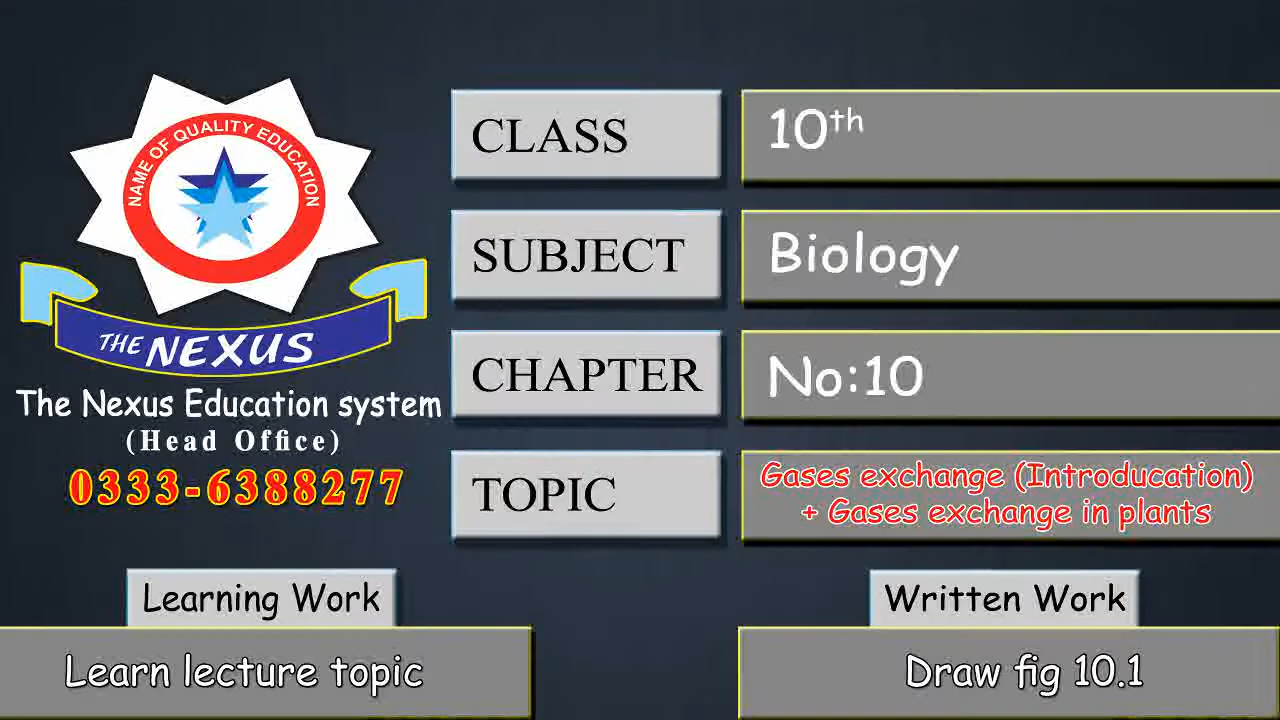 NAME OF QUALITY EDUCATION
THE NEXUS
The Nexus Education system
(Head Office)
0333-6388277
CLASS
10th
SUBJECT
Biology
CHAPTER
No:10
TOPIC
Gases exchange (Introducation)
+ Gases exchange in plants
Learning Work
Learn lecture topic
Written Work
Draw fig 10.1